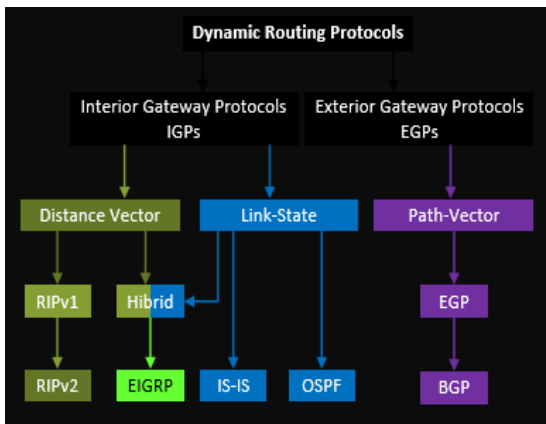 Dynamic Routing Protocols
Interior Gateway Protocols
IGPs
Exterior Gateway Protocols
EGPs
Distance Vector
Link-State
Path-Vector
RIPv1
Hibrid
EGP
RIPv2
EIGRP
IS-IS
OSPF
BGP